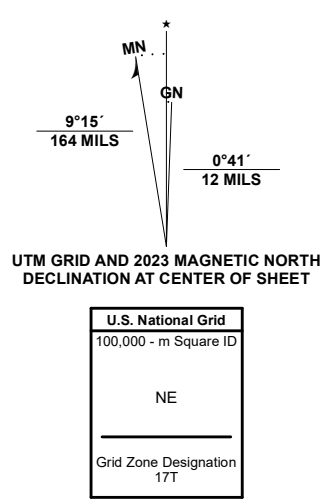 MN
GN
9°15´
164 MILS
0°41´
12 MILS
UTM GRID AND 2023 MAGNETIC NORTH
DECLINATION AT CENTER OF SHEET
U.S. National Grid
100,000 - m Square ID
NE
Grid Zone Designation
17T